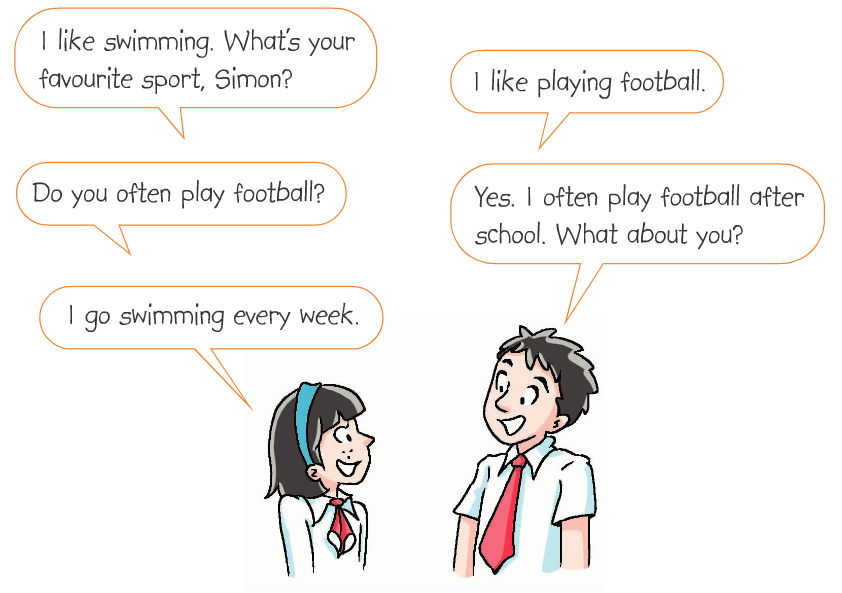 I like swimming. What's your
favourite sport, Simon?
I like playing football.
Do you often play football?
Yes. I often play football after
school. What about you?
I go swimming every week.